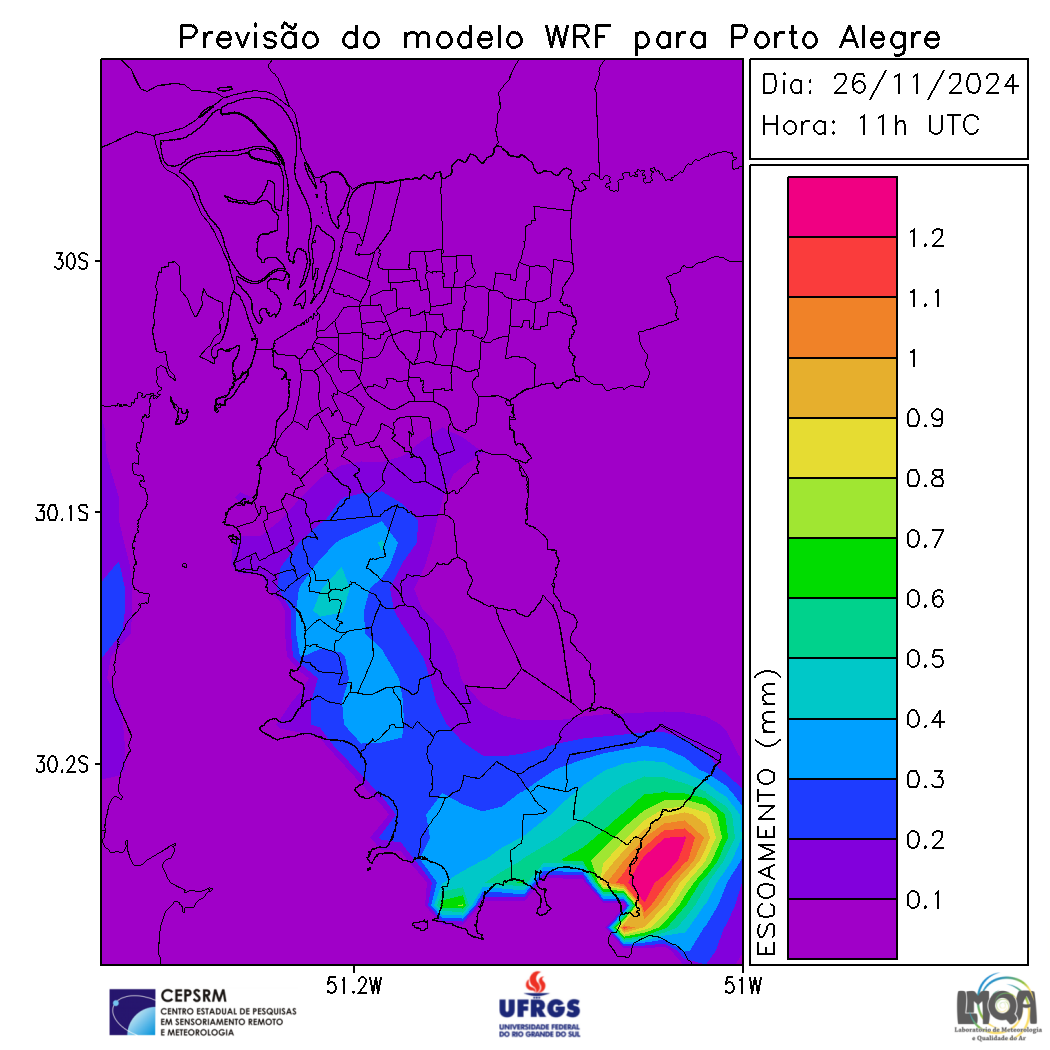 Previsão do modelo WRF para Porto Alegre
Dia: 26/11/2024
Hora: 11h UTC
30S
30.1S
30.2S
51.2W
51W
ESCOAMENTO (mm)
1.2
1.1
1
0.9
0.8
0.7
0.6
0.5
0.4
0.3
0.2
0.1
CEPSRM
CENTRO ESTADUAL DE PESQUISAS
EM SENSORIAMENTO REMOTO
E METEOROLOGIA
UFRGS
UNIVERSIDADE FEDERAL
DO RIO GRANDE DO SUL
LMQA
Laboratório de Meteorologia
e Qualidade do Ar